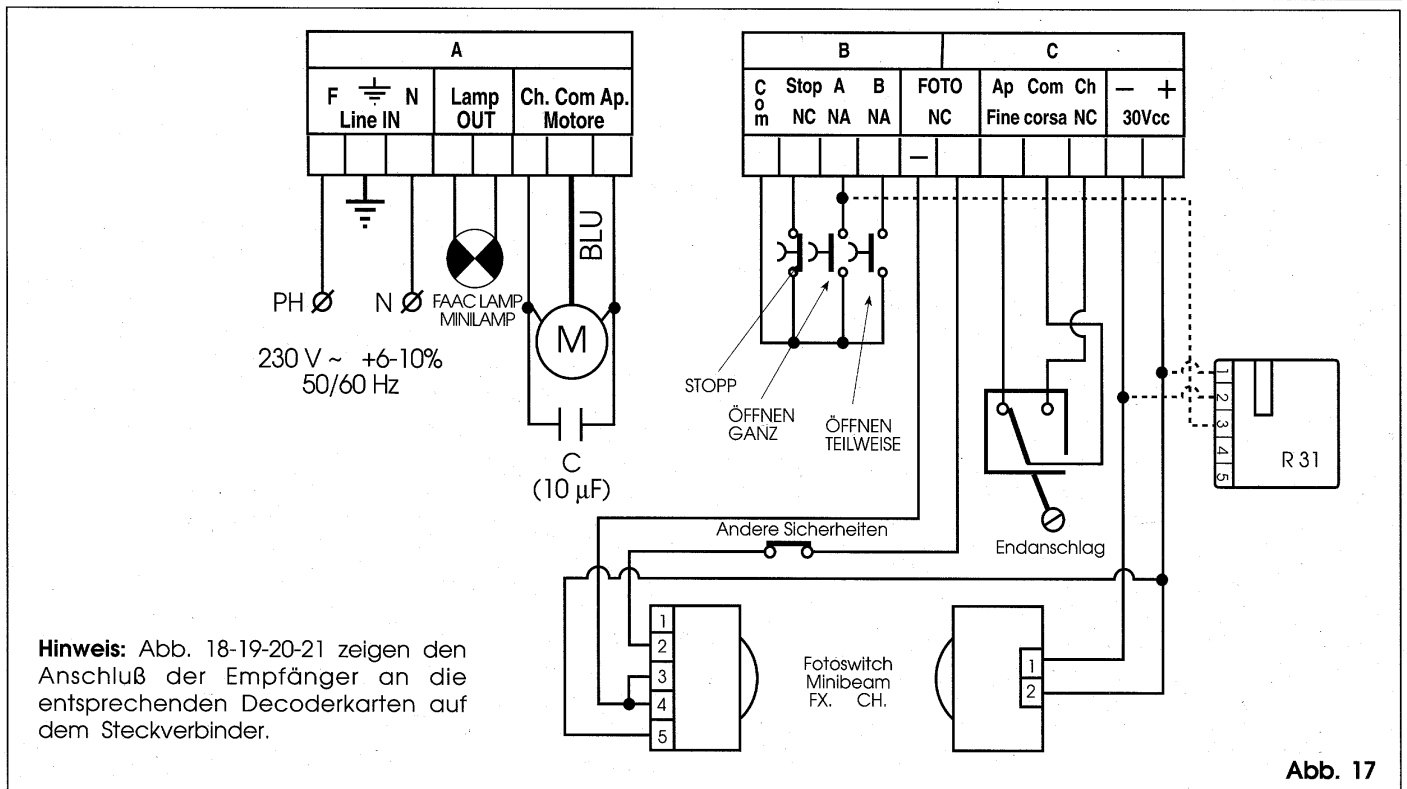 A
F N Lamp Ch. Com Ap.
Line IN OUT Motore
B C
Com Stop A B FOTO Ap Com Ch — +
NC NA NA NC Fine corsa NC 30Vcc
—
BLU
PH N FAAC LAMP
MINILAMP
M
230 V ~ +6-10%
50/60 Hz
C
(10 µF)
STOPP
ÖFFNEN
GANZ
ÖFFNEN
TEILWEISE
1
2
3
4
5
R 31
Endanschlag
Andere Sicherheiten
1
2
3
4
5
Fotoswitch
Minibeam
FX. CH.
1
2
Hinweis: Abb. 18-19-20-21 zeigen den
Anschluß der Empfänger an die
entsprechenden Decoderkarten auf
dem Steckverbinder.
Abb. 17